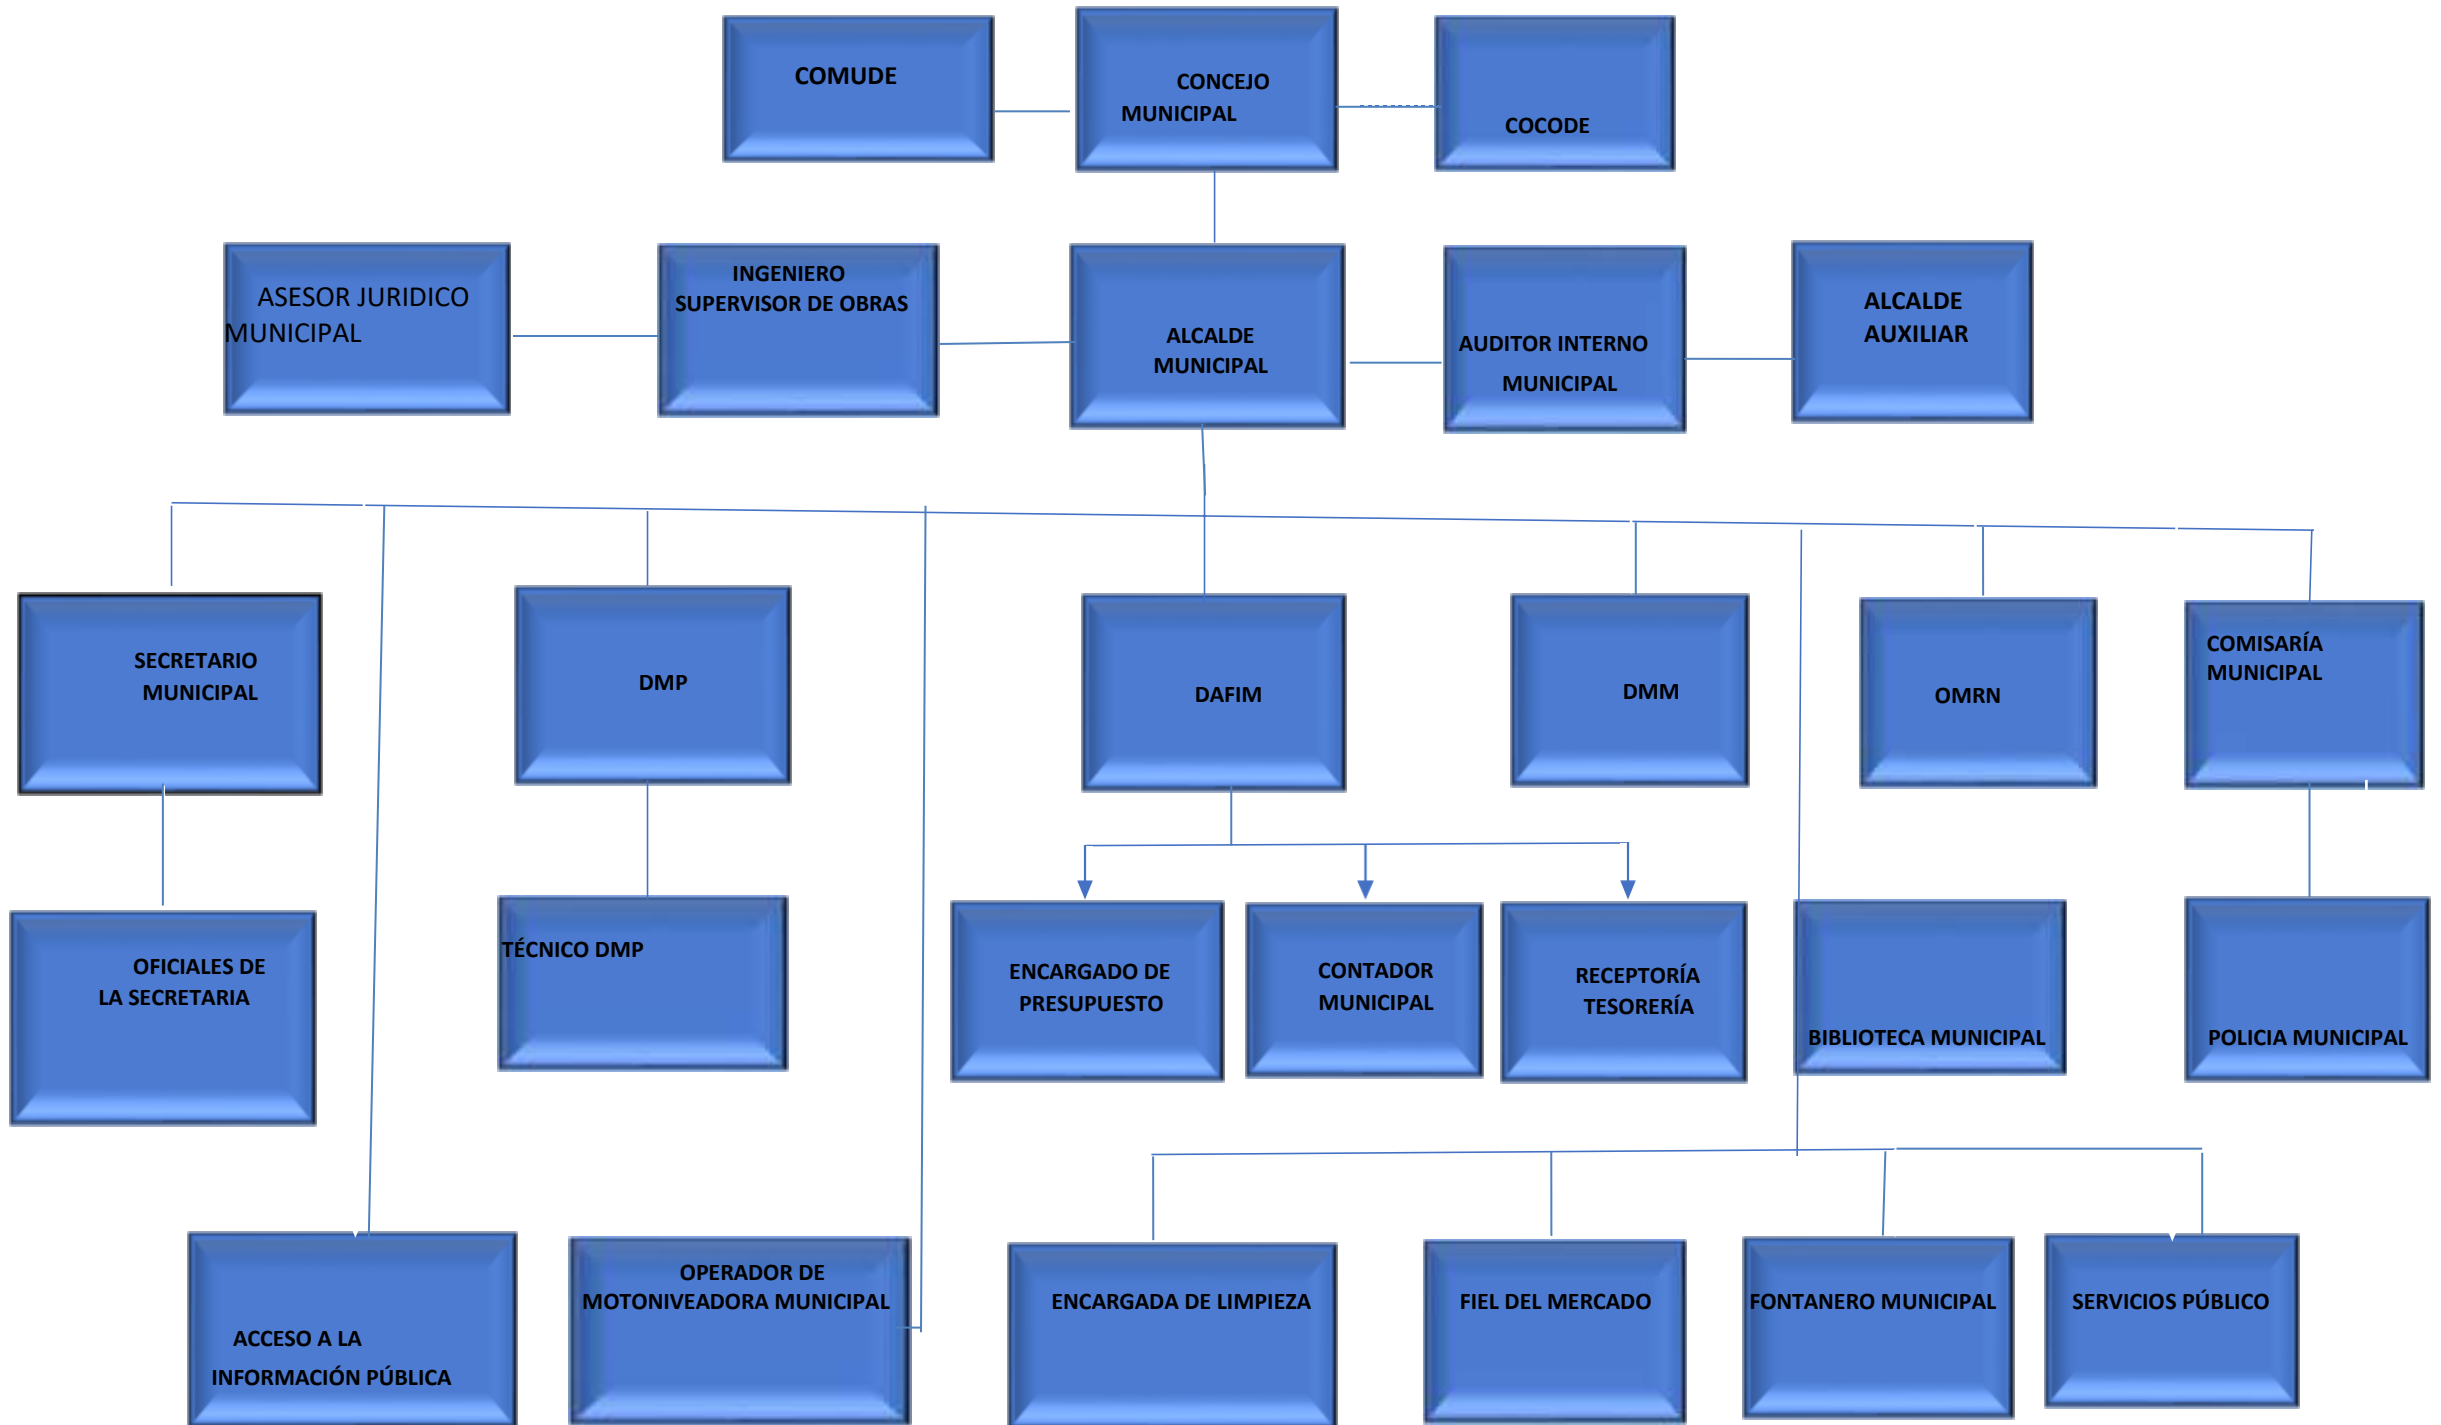 COMUDE
CONCEJO
MUNICIPAL
COCODE
ASESOR JURIDICO
MUNICIPAL
INGENIERO
SUPERVISOR DE OBRAS
ALCALDE
MUNICIPAL
AUDITOR INTERNO
MUNICIPAL
ALCALDE
AUXILIAR
SECRETARIO
MUNICIPAL
DMP
DAFIM
DMM
OMRN
COMISARÍA
MUNICIPAL
OFICIALES DE
LA SECRETARIA
TÉCNICO DMP
ENCARGADO DE
PRESUPUESTO
CONTADOR
MUNICIPAL
RECEPTORÍA
TESORERÍA
BIBLIOTECA MUNICIPAL
POLICIA MUNICIPAL
ACCESO A LA
INFORMACIÓN PÚBLICA
OPERADOR DE
MOTONIVEADORA MUNICIPAL
ENCARGADA DE LIMPIEZA
FIEL DEL MERCADO
FONTANERO MUNICIPAL
SERVICIOS PÚBLICO